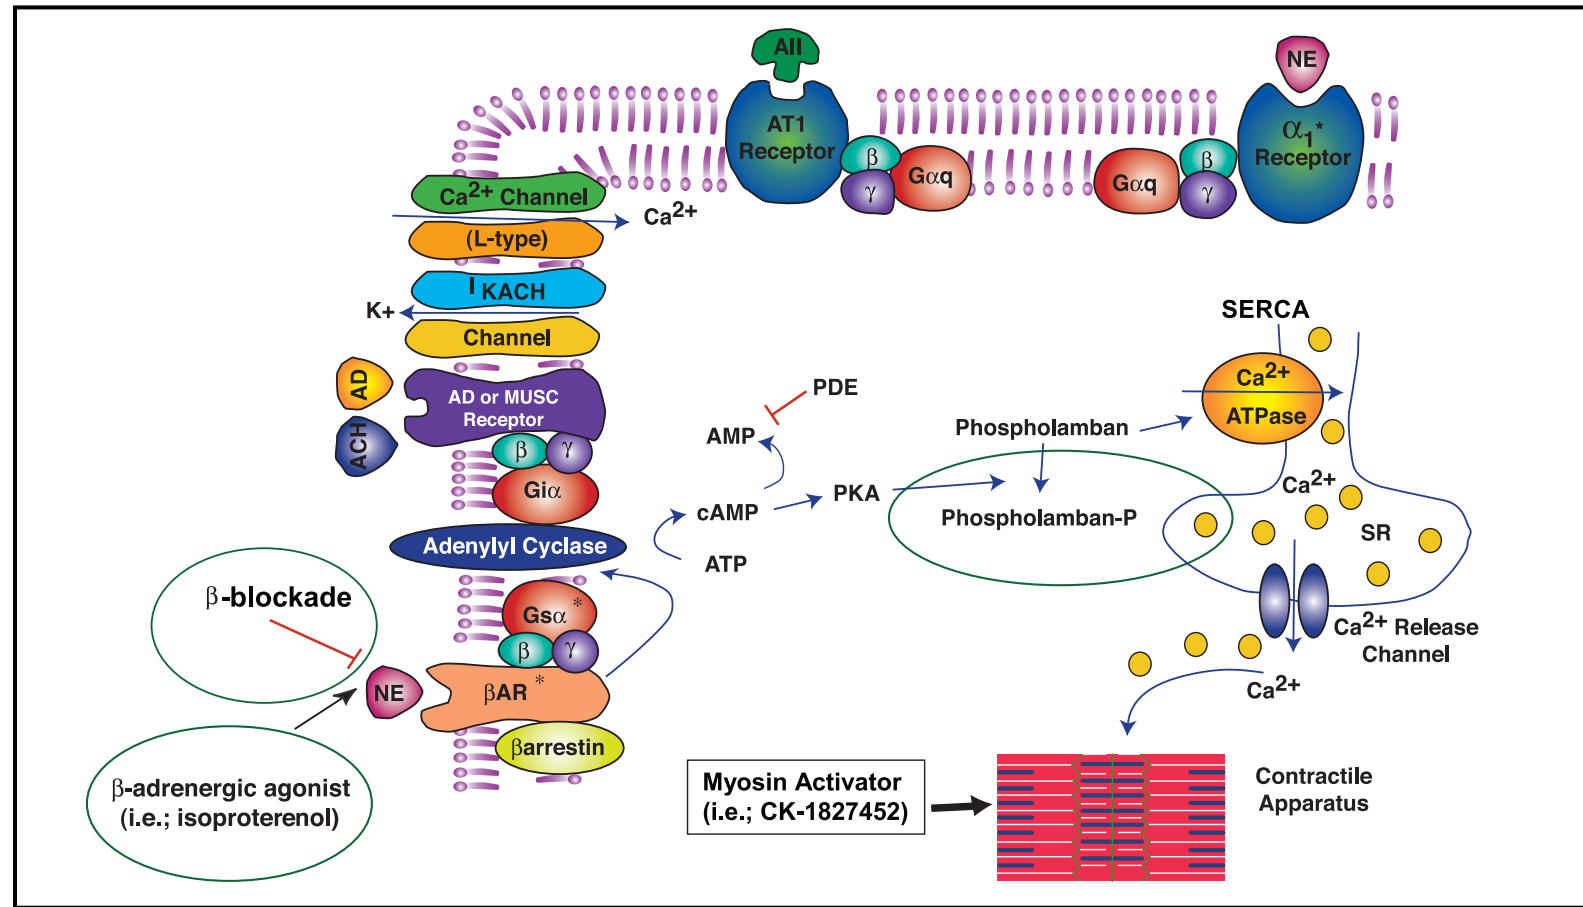 AII
NE
AT1
Receptor
β
γ
Gαq
Gαq
β
γ
α1*
Receptor
Ca2+ Channel
(L-type)
Ca2+
IKACH
K+
Channel
AD
ACH
AD or MUSC
Receptor
β
γ
Giα
Adenylyl Cyclase
Gsα*
β
γ
βAR*
βarrestin
NE
β-blockade
β-adrenergic agonist
(i.e.; isoproterenol)
PDE
AMP
cAMP
ATP
PKA
Phospholamban
Phospholamban-P
SERCA
Ca2+
ATPase
Ca2+
SR
Ca2+ Release
Channel
Ca2+
Myosin Activator
(i.e.; CK-1827452)
Contractile
Apparatus